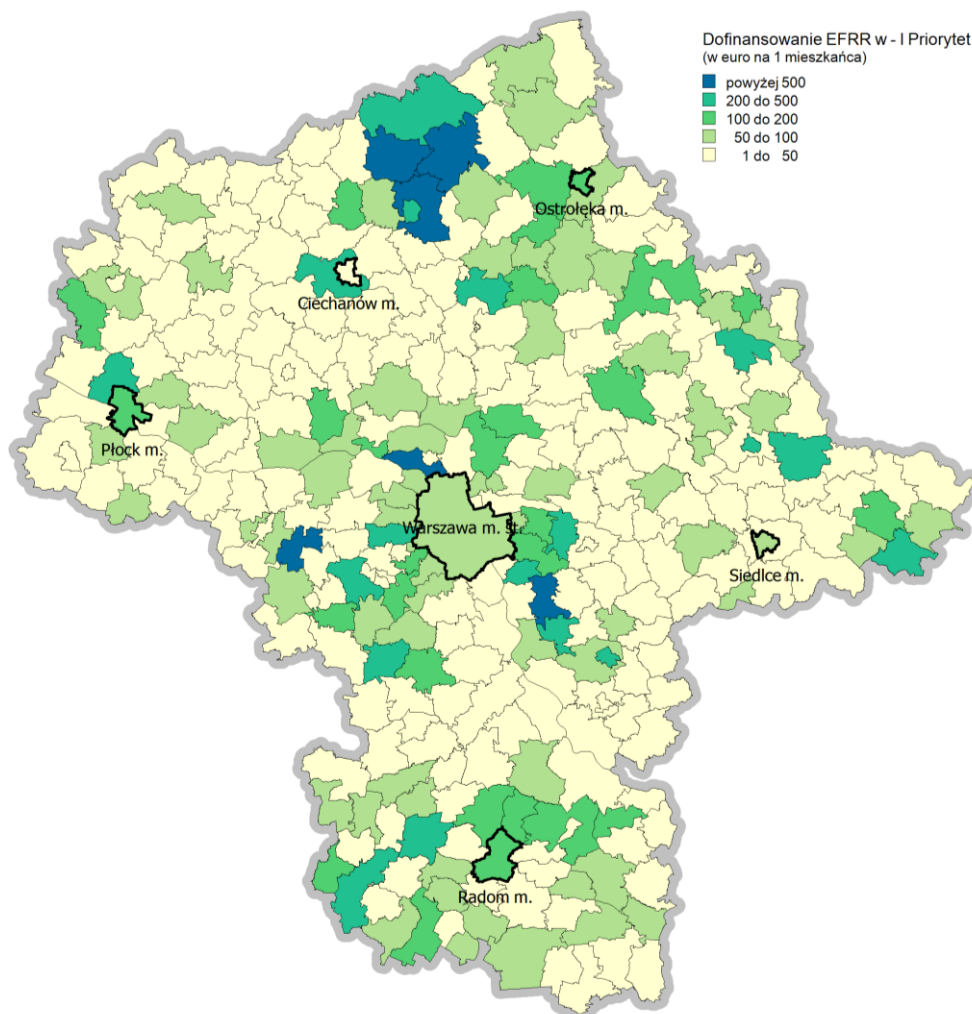 Dofinansowanie EFRR w - I Priorytet
(w euro na 1 mieszkańca)
powyżej 500
200 do 500
100 do 200
50 do 100
1 do 50
Ostrołęka m.
Ciechanów m.
Płock m.
Warszawa m. st.
Siedlce m.
Radom m.